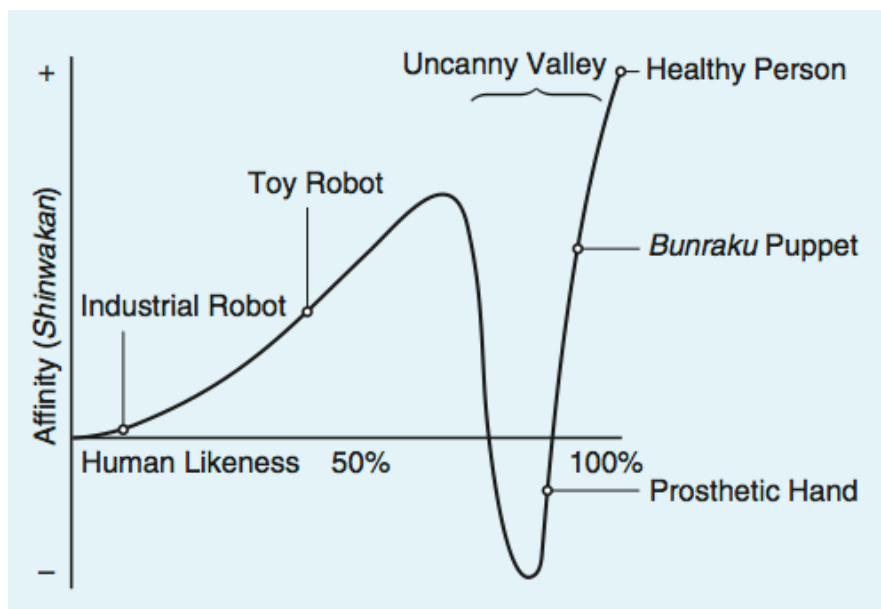 +
Uncanny Valley
Healthy Person
Toy Robot
Bunraku Puppet
Industrial Robot
Affinity (Shinwakan)
Human Likeness 50% 100%
Prosthetic Hand
–